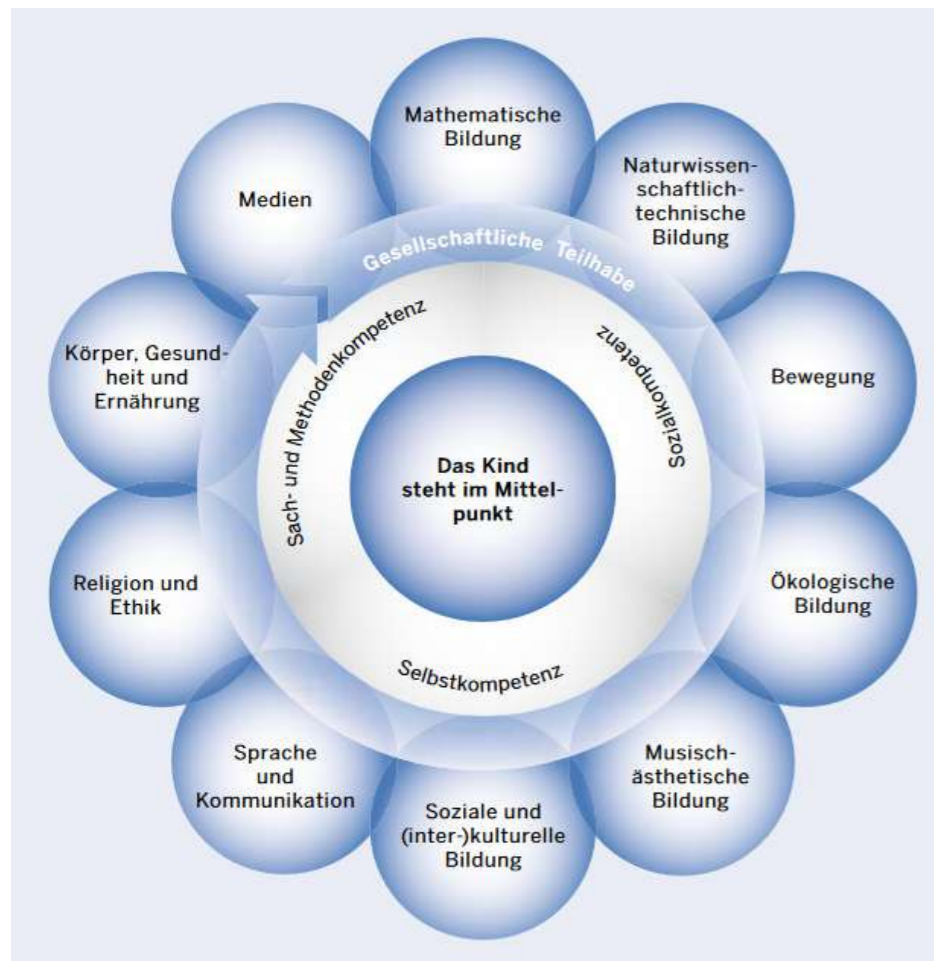 Mathematische
Bildung
Naturwissen-
schaftlich-
technische
Bildung
Medien
Gesellschaftliche Teilhabe
Sach- und Methodenkompetenz
Sozialkompetenz
Körper, Gesund-
heit und
Ernährung
Bewegung
Das Kind
steht im Mittel-
punkt
Religion und
Ethik
Ökologische
Bildung
Selbstkompetenz
Sprache
und
Kommunikation
Musisch-
ästhetische
Bildung
Soziale und
(inter-)kulturelle
Bildung